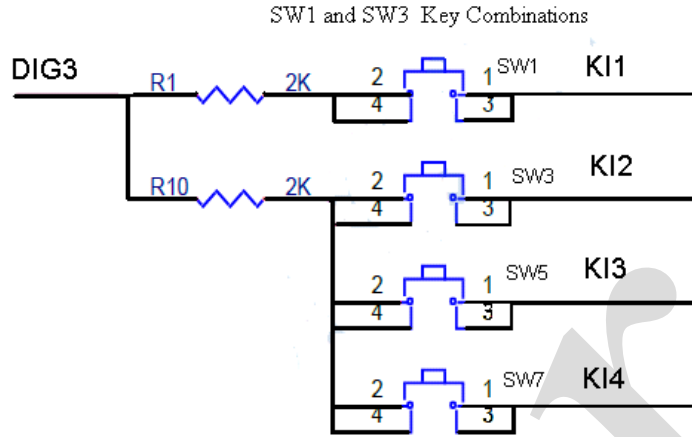 SW1 and SW3 Key Combinations
DIG3 R1 2K 2 1 SW1 KI1
4 3
R10 2K 2 1 SW3 KI2
4 3
2 1 SW5 KI3
4 3
2 1 SW7 KI4
4 3